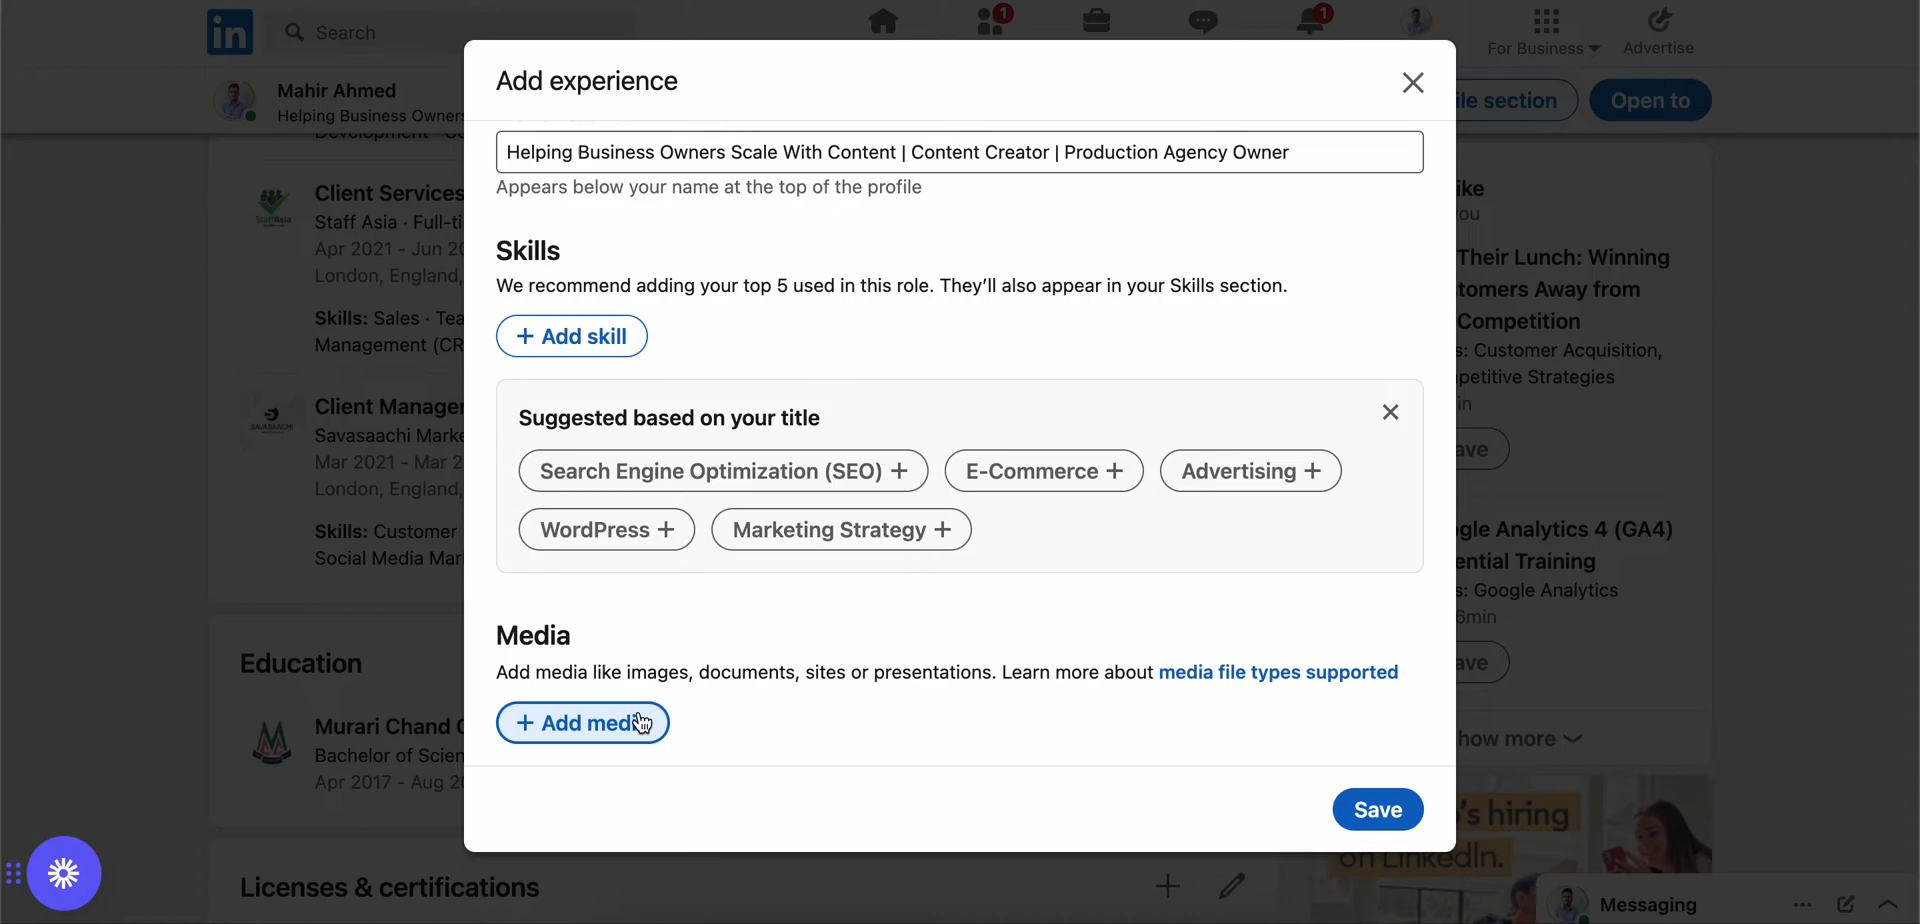 in
Search
1
1
For Business
Advertise
Mahir Ahmed
Helping Business Owners
ile section
Open to
Add experience
Helping Business Owners Scale With Content | Content Creator | Production Agency Owner
Appears below your name at the top of the profile
Skills
We recommend adding your top 5 used in this role. They'll also appear in your Skills section.
+ Add skill
Suggested based on your title
Search Engine Optimization (SEO) +
E-Commerce +
Advertising +
WordPress +
Marketing Strategy +
Media
Add media like images, documents, sites or presentations. Learn more about media file types supported
+ Add medi
Save
Client Services
Staff Asia · Full-ti
Apr 2021 - Jun 20
London, England,
Skills: Sales · Tea
Management (CR
Client Manager
Savasaachi Marke
Mar 2021 - Mar 2
London, England,
Skills: Customer
Social Media Mar
Education
Murari Chand C
Bachelor of Scien
Apr 2017 - Aug 2
Licenses & certifications
ike
ou
Their Lunch: Winning
tomers Away from
Competition
s: Customer Acquisition,
petitive Strategies
in
ave
gle Analytics 4 (GA4)
ential Training
s: Google Analytics
6min
ave
how more
's hiring
on LinkedIn.
Messaging